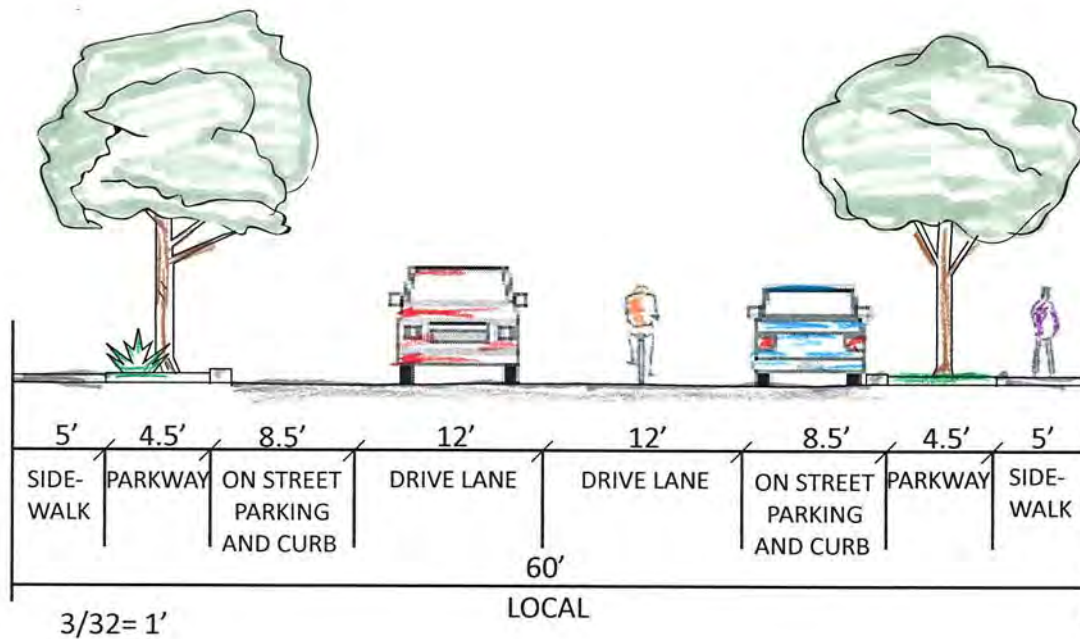 5’ 4.5’ 8.5’ 12’ 12’ 8.5’ 4.5’ 5’
SIDE-
WALK
PARKWAY
ON STREET
PARKING
AND CURB
DRIVE LANE
DRIVE LANE
ON STREET
PARKING
AND CURB
PARKWAY
SIDE-
WALK
60’
LOCAL
3/32= 1’